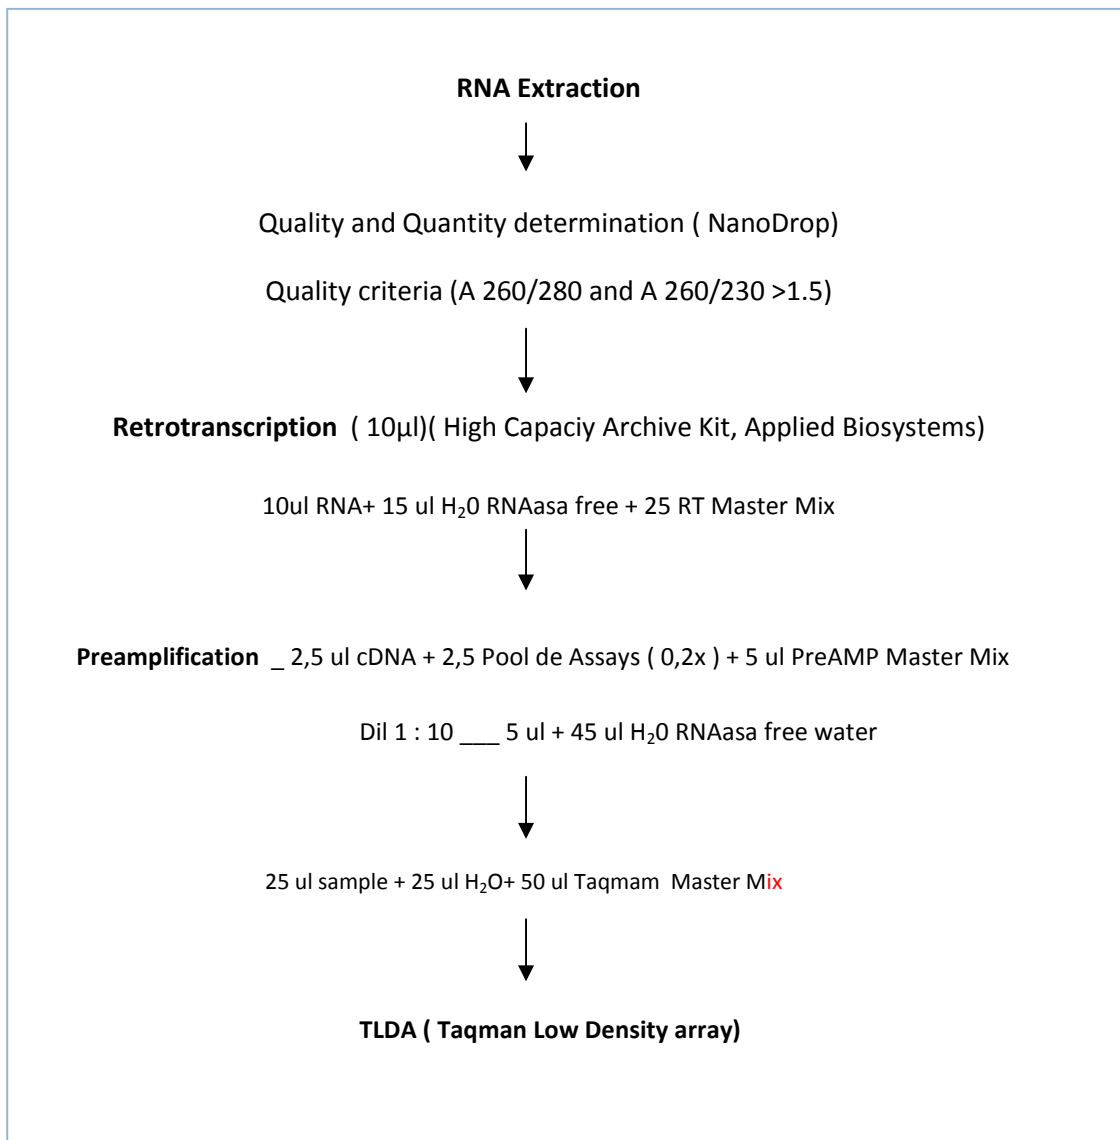 RNA Extraction
Quality and Quantity determination ( NanoDrop)
Quality criteria (A 260/280 and A 260/230 >1.5)
Retrotranscription ( 10µl)( High Capaciy Archive Kit, Applied Biosystems)
10ul RNA+ 15 ul H₂0 RNAasa free + 25 RT Master Mix
Preamplification _ 2,5 ul cDNA + 2,5 Pool de Assays ( 0,2x ) + 5 ul PreAMP Master Mix
Dil 1 : 10 ___ 5 ul + 45 ul H₂0 RNAasa free water
25 ul sample + 25 ul H₂O+ 50 ul Taqmam Master Mix
TLDA ( Taqman Low Density array)